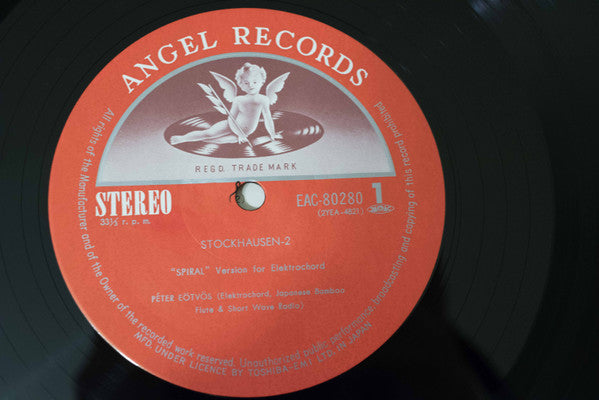 ANGEL RECORDS
REGD. TRADE MARK
STEREO
33⅓ r. p. m.
EAC-80280 1
(2YEA-4821)
STOCKHAUSEN-2
"SPIRAL" Version for Elektrochord
PÉTER EÖTVÖS (Elektrochord, Japanese Bamboo
Flute & Short Wave Radio)
All rights of the Manufacturer and of the Owner of the recorded work reserved. Unauthorized public performance, broadcasting and copying of this record prohibited
MFD. UNDER LICENCE BY TOSHIBA-EMI LTD. IN JAPAN